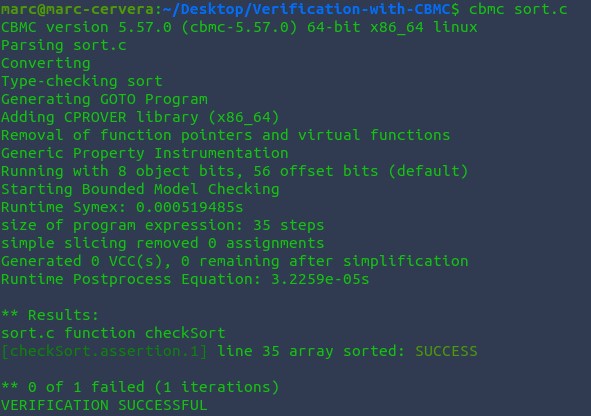 marc@marc-cervera:~/Desktop/Verification-with-CBMC$ cbmc sort.c
CBMC version 5.57.0 (cbmc-5.57.0) 64-bit x86_64 linux
Parsing sort.c
Converting
Type-checking sort
Generating GOTO Program
Adding CPROVER library (x86_64)
Removal of function pointers and virtual functions
Generic Property Instrumentation
Running with 8 object bits, 56 offset bits (default)
Starting Bounded Model Checking
Runtime Symex: 0.000519485s
size of program expression: 35 steps
simple slicing removed 0 assignments
Generated 0 VCC(s), 0 remaining after simplification
Runtime Postprocess Equation: 3.2259e-05s

** Results:
sort.c function checkSort
[checkSort.assertion.1] line 35 array sorted: SUCCESS

** 0 of 1 failed (1 iterations)
VERIFICATION SUCCESSFUL